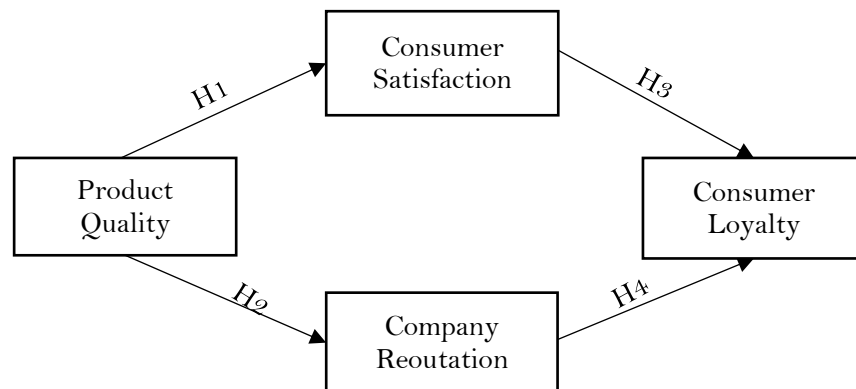 Consumer
Satisfaction
H1
H3
Product
Quality
Consumer
Loyalty
H2
H4
Company
Reoutation